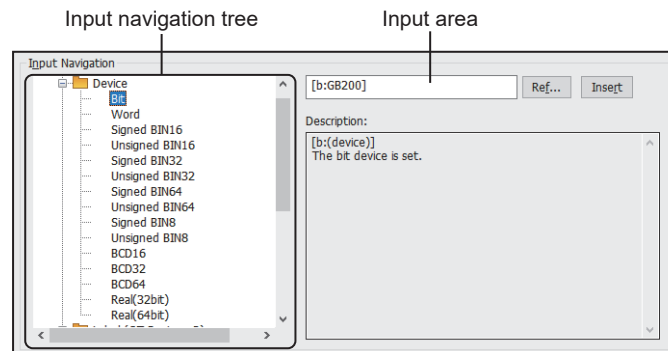 Input navigation tree
Input area
Input Navigation
Device
Bit
Word
Signed BIN16
Unsigned BIN16
Signed BIN32
Unsigned BIN32
Signed BIN64
Unsigned BIN64
Signed BIN8
Unsigned BIN8
BCD16
BCD32
BCD64
Real(32bit)
Real(64bit)
[b:GB200]
Ref...
Insert
Description:
[b:(device)]
The bit device is set.